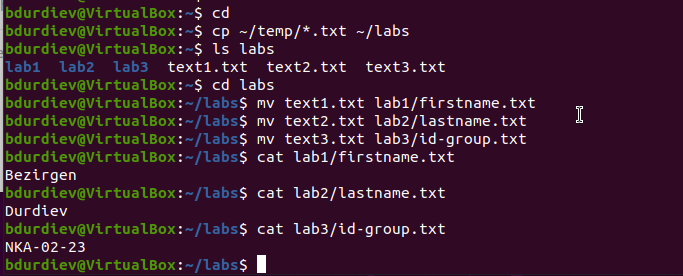 bdurdiev@VirtualBox:~$ cd
bdurdiev@VirtualBox:~$ cp ~/temp/*.txt ~/labs
bdurdiev@VirtualBox:~$ ls labs
lab1  lab2  lab3  text1.txt  text2.txt  text3.txt
bdurdiev@VirtualBox:~$ cd labs
bdurdiev@VirtualBox:~/labs$ mv text1.txt lab1/firstname.txt
bdurdiev@VirtualBox:~/labs$ mv text2.txt lab2/lastname.txt
bdurdiev@VirtualBox:~/labs$ mv text3.txt lab3/id-group.txt
bdurdiev@VirtualBox:~/labs$ cat lab1/firstname.txt
Bezirgen
bdurdiev@VirtualBox:~/labs$ cat lab2/lastname.txt
Durdiev
bdurdiev@VirtualBox:~/labs$ cat lab3/id-group.txt
NKA-02-23
bdurdiev@VirtualBox:~/labs$